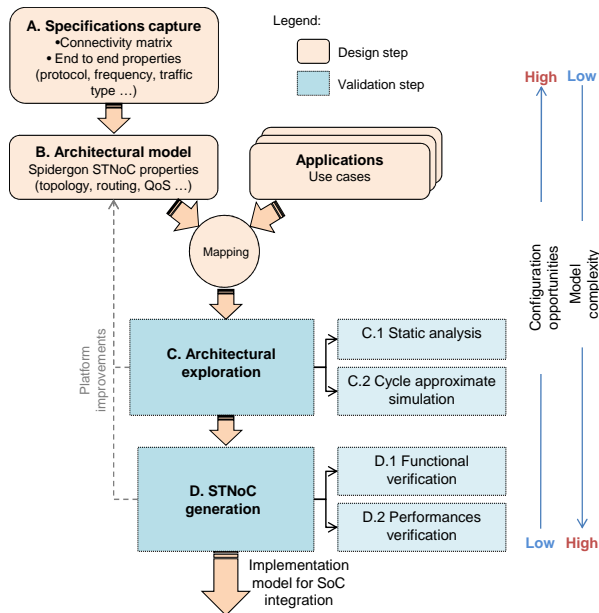 A. Specifications capture
•Connectivity matrix
• End to end properties
(protocol, frequency, traffic
type …)
Legend:
Design step
Validation step
High
Low
B. Architectural model
Spidergon STNoC properties
(topology, routing, QoS …)
Applications
Use cases
Mapping
Configuration
opportunities
Model
complexity
Platform
improvements
C. Architectural
exploration
C.1 Static analysis
C.2 Cycle approximate
simulation
D. STNoC
generation
D.1 Functional
verification
D.2 Performances
verification
Low
High
Implementation
model for SoC
integration